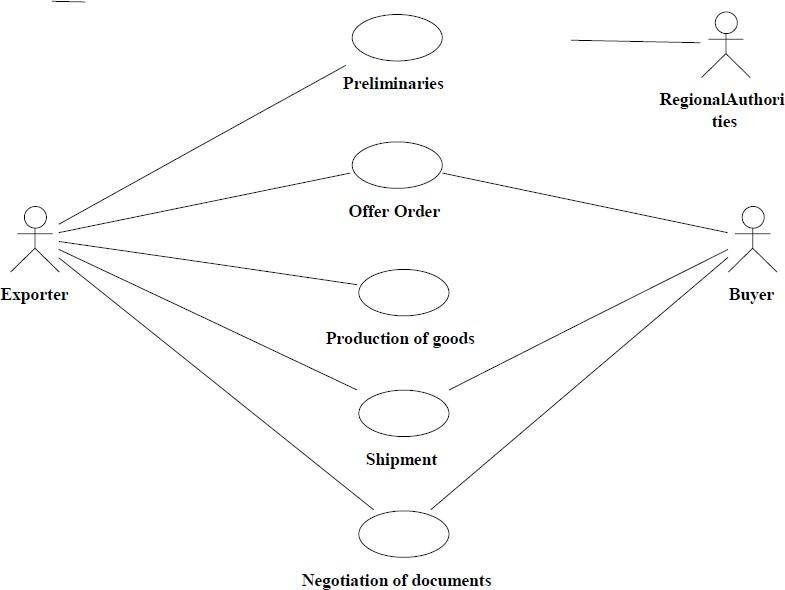 Preliminaries
RegionalAuthori
ties
Offer Order
Exporter
Buyer
Production of goods
Shipment
Negotiation of documents